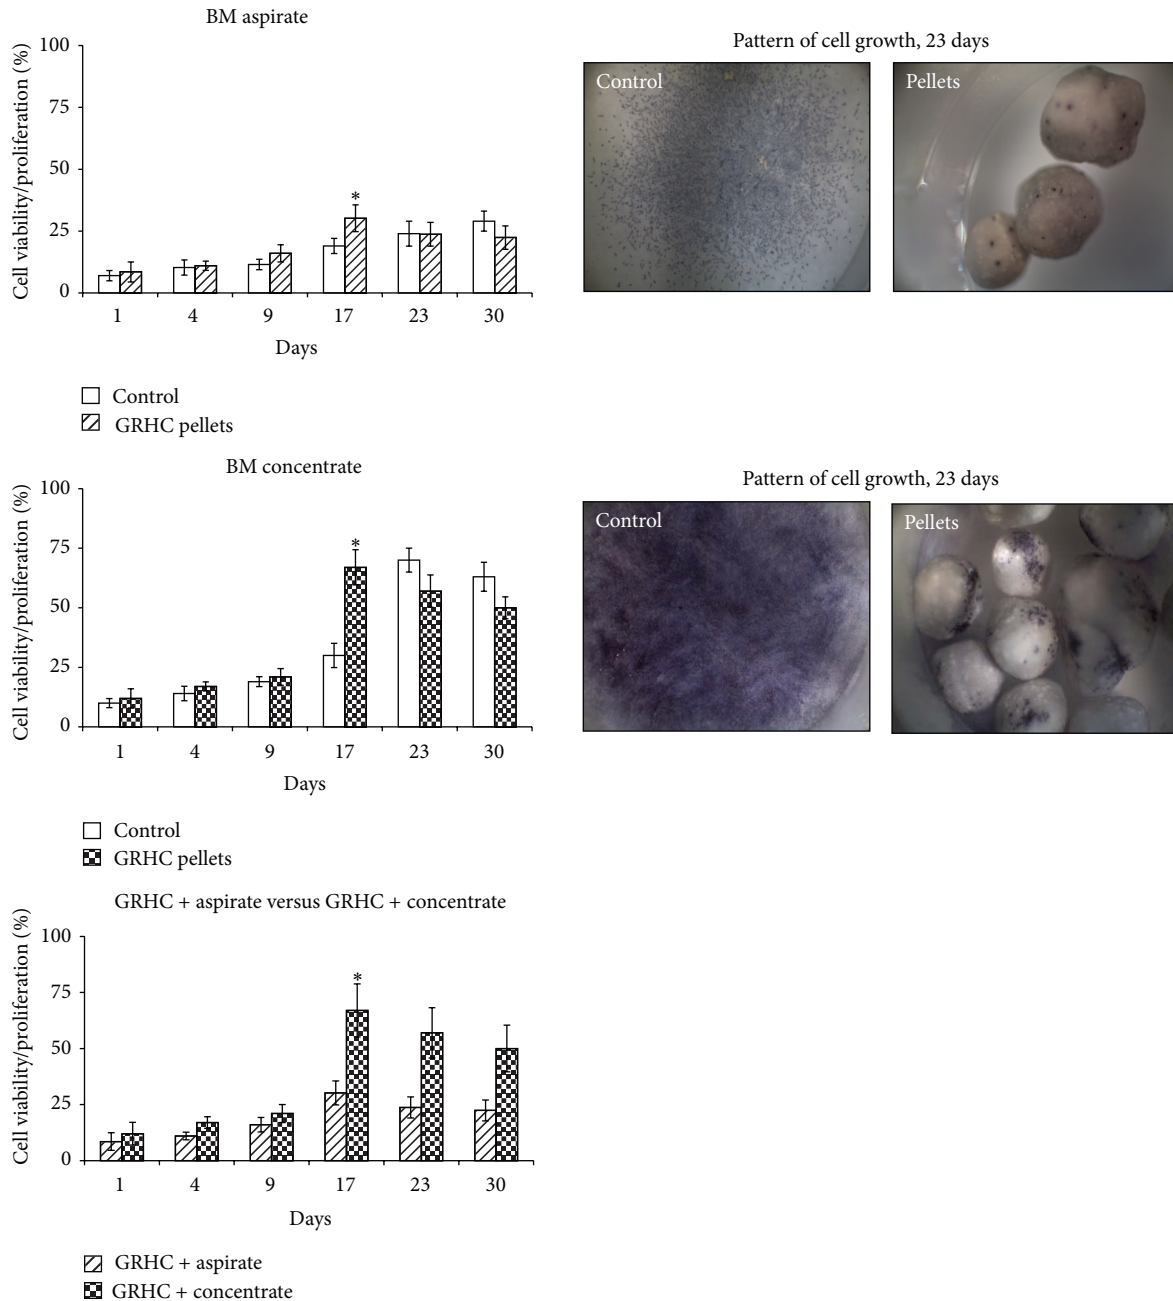 BM aspirate
Cell viability/proliferation (%)
100
75
50
25
0
*
1 4 9 17 23 30
Days
Control
GRHC pellets
Pattern of cell growth, 23 days
Control
Pellets
BM concentrate
Cell viability/proliferation (%)
100
75
50
25
0
*
1 4 9 17 23 30
Days
Control
GRHC pellets
Pattern of cell growth, 23 days
Control
Pellets
GRHC + aspirate versus GRHC + concentrate
Cell viability/proliferation (%)
100
75
50
25
0
*
1 4 9 17 23 30
Days
GRHC + aspirate
GRHC + concentrate